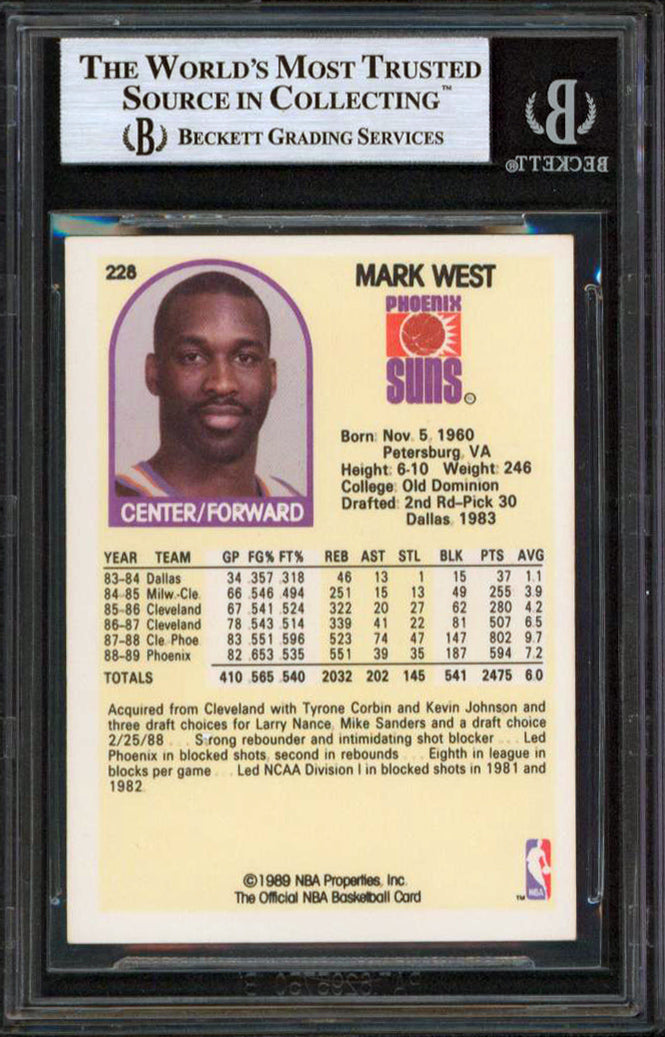 THE WORLD'S MOST TRUSTED
SOURCE IN COLLECTING™
B BECKETT GRADING SERVICES
B
BECKETT®
228
MARK WEST
PHOENIX
SUNS®
CENTER/FORWARD
Born: Nov. 5, 1960
Petersburg, VA
Height: 6-10 Weight: 246
College: Old Dominion
Drafted: 2nd Rd-Pick 30
Dallas, 1983
YEAR TEAM GP FG% FT% REB AST STL BLK PTS AVG
83-84 Dallas 34 .357 .318 46 13 1 15 37 1.1
84-85 Milw.-Cle. 66 .546 .494 251 15 13 49 255 3.9
85-86 Cleveland 67 .541 .524 322 20 27 62 280 4.2
86-87 Cleveland 78 .543 .514 339 41 22 81 507 6.5
87-88 Cle. Phoe. 83 .551 .596 523 74 47 147 802 9.7
88-89 Phoenix 82 .653 .535 551 39 35 187 594 7.2
TOTALS 410 .565 .540 2032 202 145 541 2475 6.0
Acquired from Cleveland with Tyrone Corbin and Kevin Johnson and
three draft choices for Larry Nance, Mike Sanders and a draft choice
2/25/88 . . . Strong rebounder and intimidating shot blocker . . . Led
Phoenix in blocked shots, second in rebounds . . . Eighth in league in
blocks per game . . . Led NCAA Division I in blocked shots in 1981 and
1982.
©1989 NBA Properties, Inc.
The Official NBA Basketball Card
NBA
TM